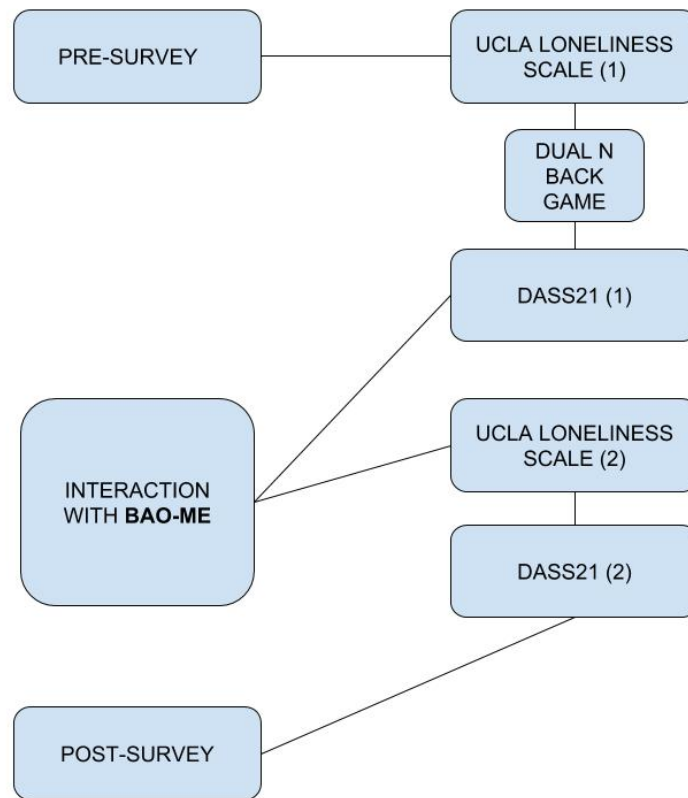 PRE-SURVEY
UCLA LONELINESS
SCALE (1)
DUAL N
BACK
GAME
DASS21 (1)
INTERACTION
WITH BAO-ME
UCLA LONELINESS
SCALE (2)
DASS21 (2)
POST-SURVEY